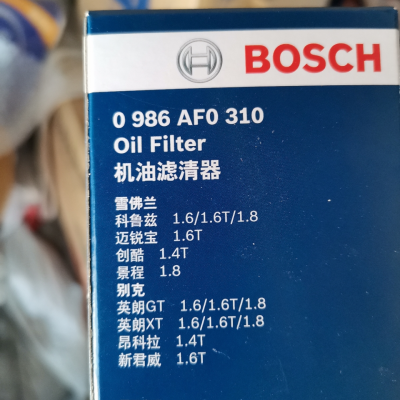 BOSCH
0 986 AF0 310
Oil Filter
机油滤清器
雪佛兰
科鲁兹 1.6/1.6T/1.8
迈锐宝 1.6T
创酷 1.4T
景程 1.8
别克
英朗GT 1.6/1.6T/1.8
英朗XT 1.6/1.6T/1.8
昂科拉 1.4T
新君威 1.6T